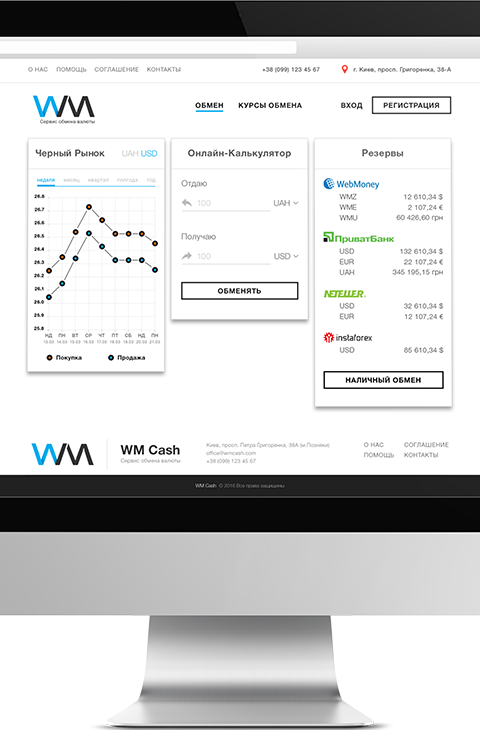 О НАС ПОМОЩЬ СОГЛАШЕНИЕ КОНТАКТЫ +38 (099) 123 45 67 г. Киев, просп. Григоренка, 38-А
WM
Сервис обмена валюты
ОБМЕН КУРСЫ ОБМЕНА ВХОД РЕГИСТРАЦИЯ
Черный Рынок UAH USD
НЕДЕЛЯ МЕСЯЦ КВАРТАЛ ПОЛГОДА ГОД
26.8
26.7
26.5
26.4
26.3
26.2
26.1
26.0
25.9
25.8
НД ПН ВТ СР ЧТ ПТ СБ НД ПН
13.03 14.03 15.03 16.03 17.03 18.03 19.03 20.03 21.03
Покупка Продажа
Онлайн-Калькулятор
Отдаю
100 UAH
Получаю
100 USD
ОБМЕНЯТЬ
Резервы
WebMoney
WMZ 12 610,34 $
WME 2 107,24 €
WMU 60 426,60 грн
ПриватБанк
USD 132 610,34 $
EUR 22 107,24 €
UAH 345 195,15 грн
NETELLER
USD 32 610,34 $
EUR 12 107,24 €
instaforex
USD 85 610,34 $
НАЛИЧНЫЙ ОБМЕН
WM
WM Cash
Сервис обмена валюты
Киев, просп. Петра Григоренка, 38А (м.Позняки)
office@wmcash.com
+38 (099) 123 45 67
О НАС СОГЛАШЕНИЕ
ПОМОЩЬ КОНТАКТЫ
WM Cash © 2016 Все права защищены